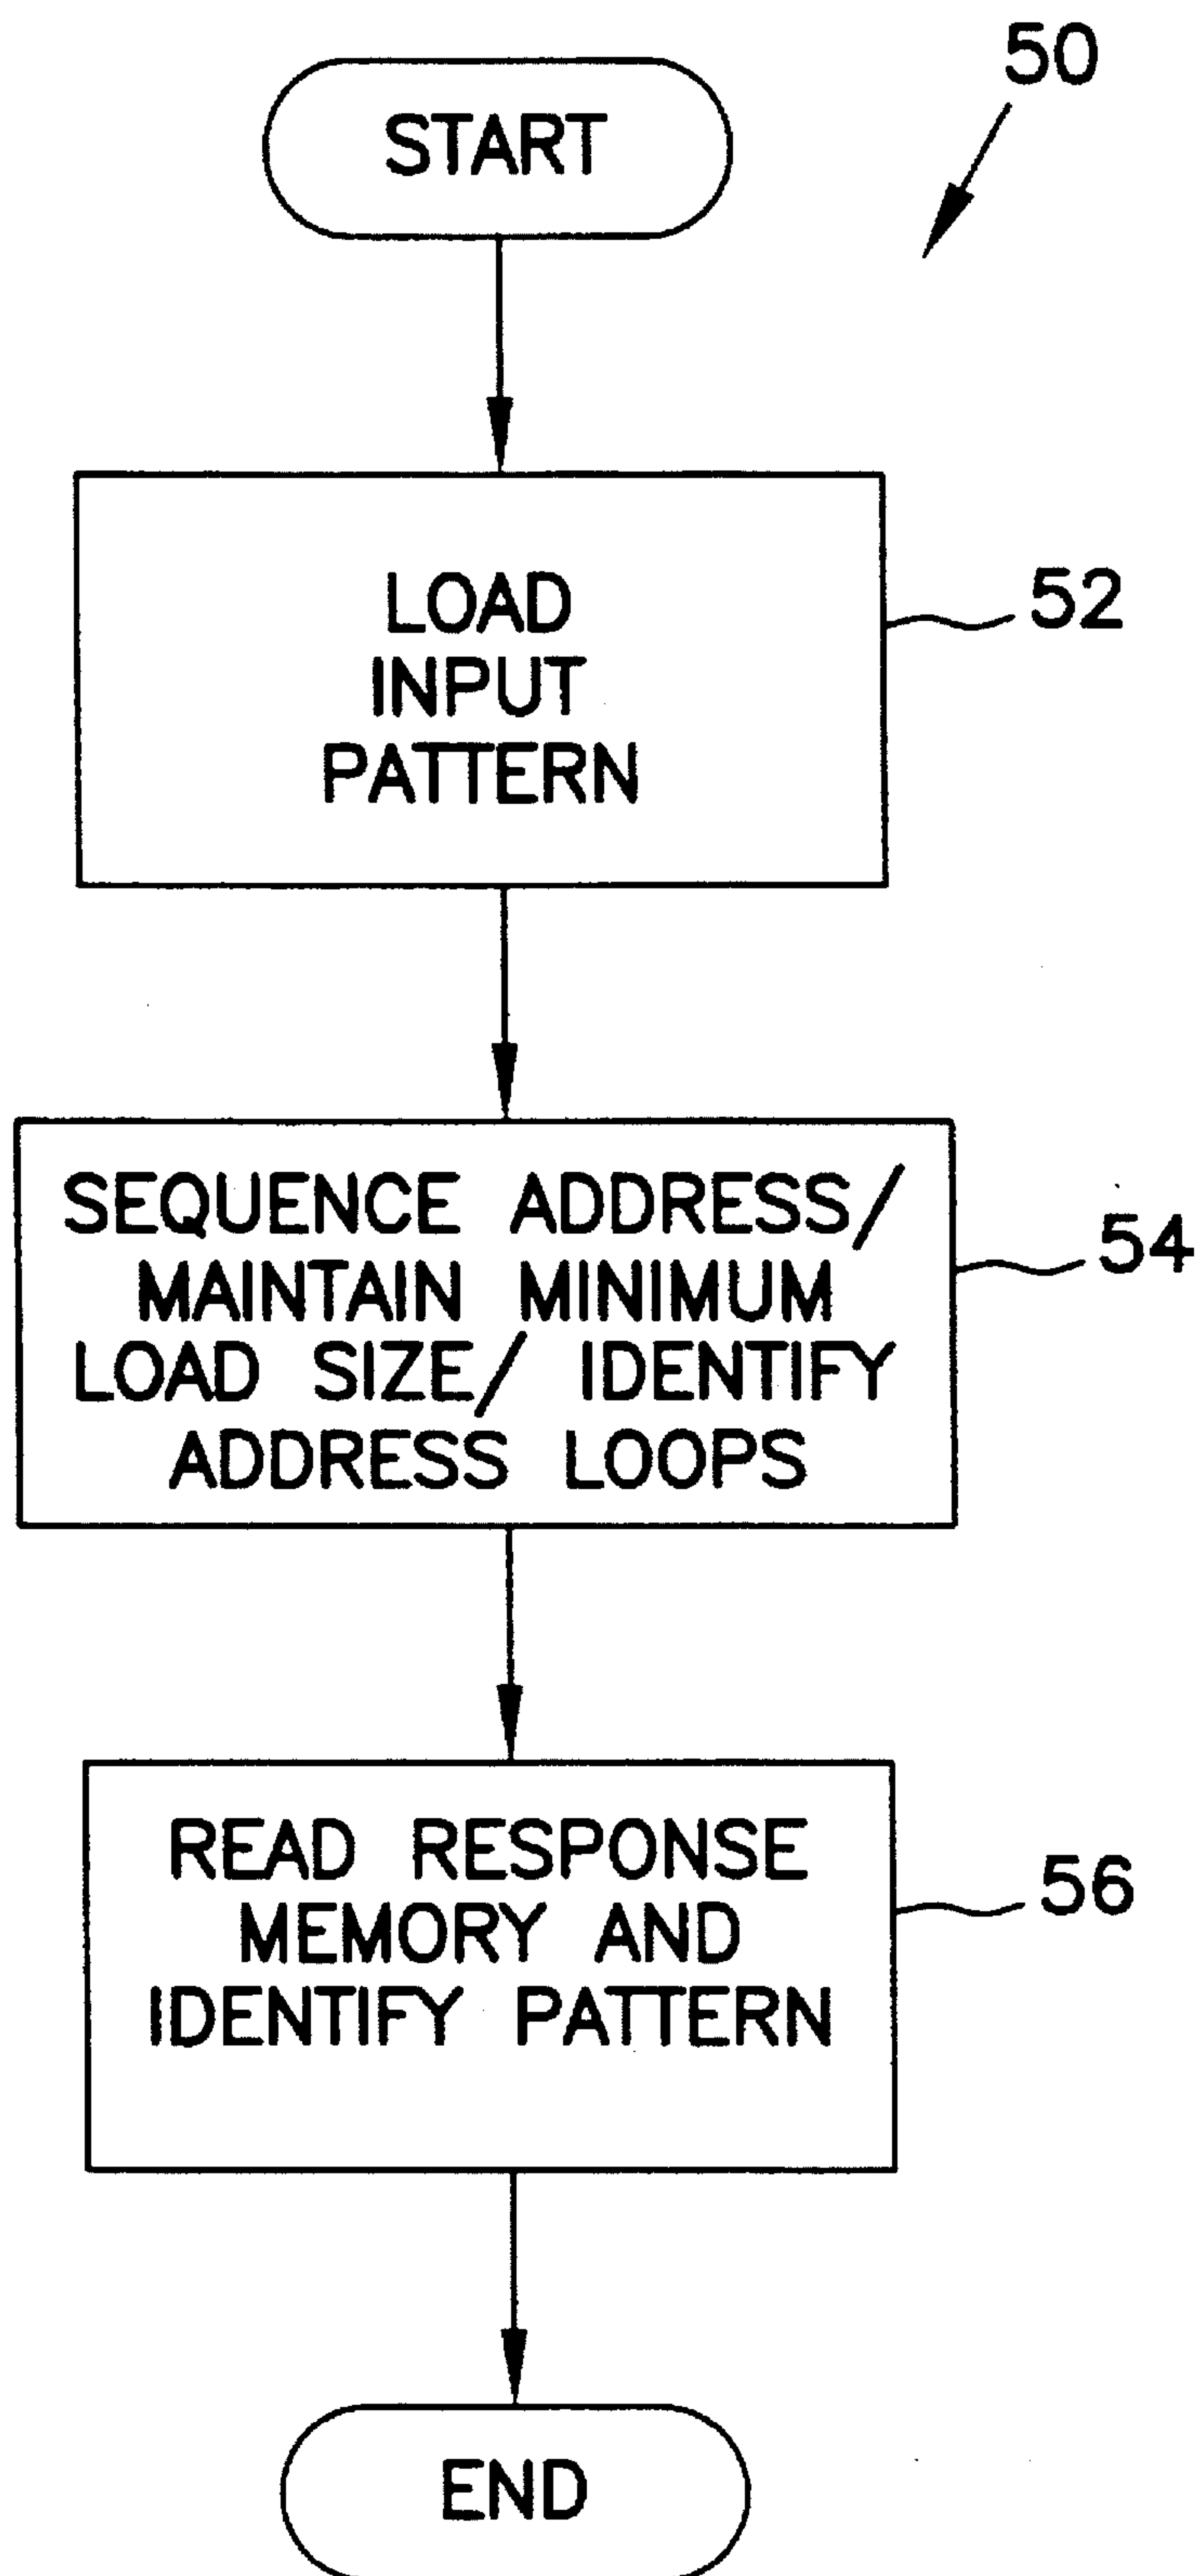 50
START
LOAD
INPUT
PATTERN
52
SEQUENCE ADDRESS/
MAINTAIN MINIMUM
LOAD SIZE/ IDENTIFY
ADDRESS LOOPS
54
READ RESPONSE
MEMORY AND
IDENTIFY PATTERN
56
END